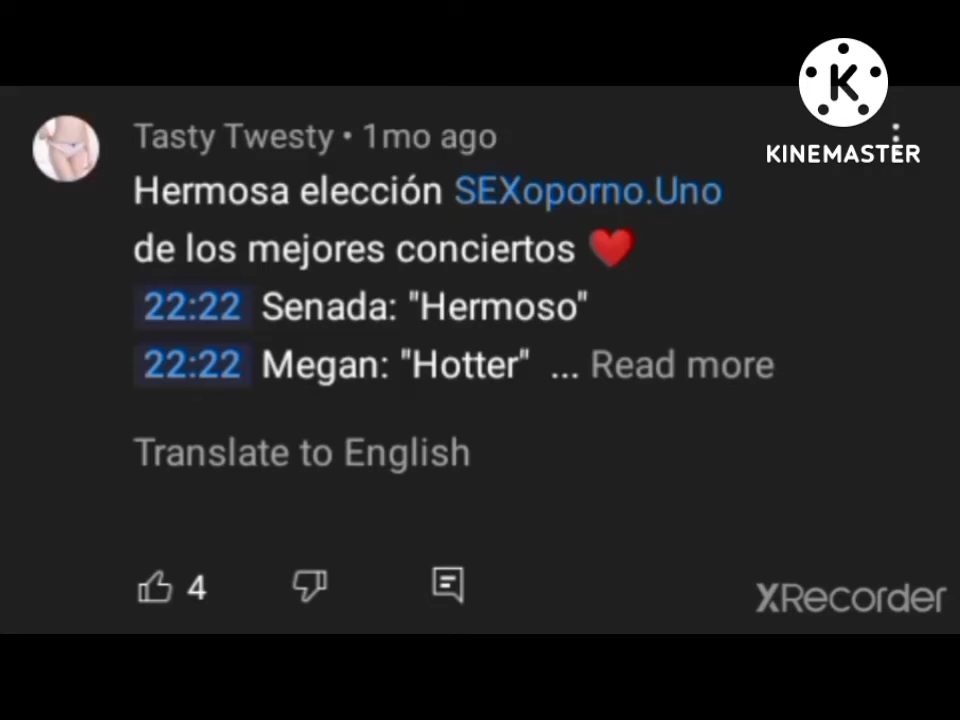 KINEMASTER
Tasty Twesty • 1mo ago
Hermosa elección SEXoporno.Uno
de los mejores conciertos ❤️
22:22 Senada: "Hermoso"
22:22 Megan: "Hotter" ... Read more
Translate to English
4
XRecorder